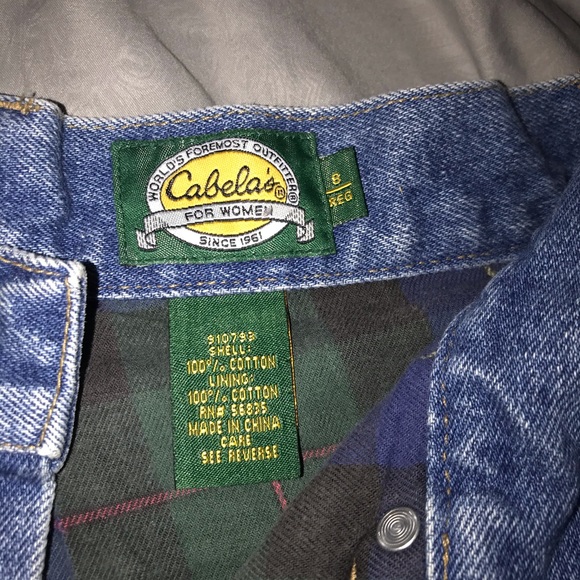 WORLD'S FOREMOST OUTFITTER®
Cabela's®
FOR WOMEN
SINCE 1961
8
REG
910793
SHELL:
100% COTTON
LINING:
100% COTTON
RN# 56835
MADE IN CHINA
CARE
SEE REVERSE